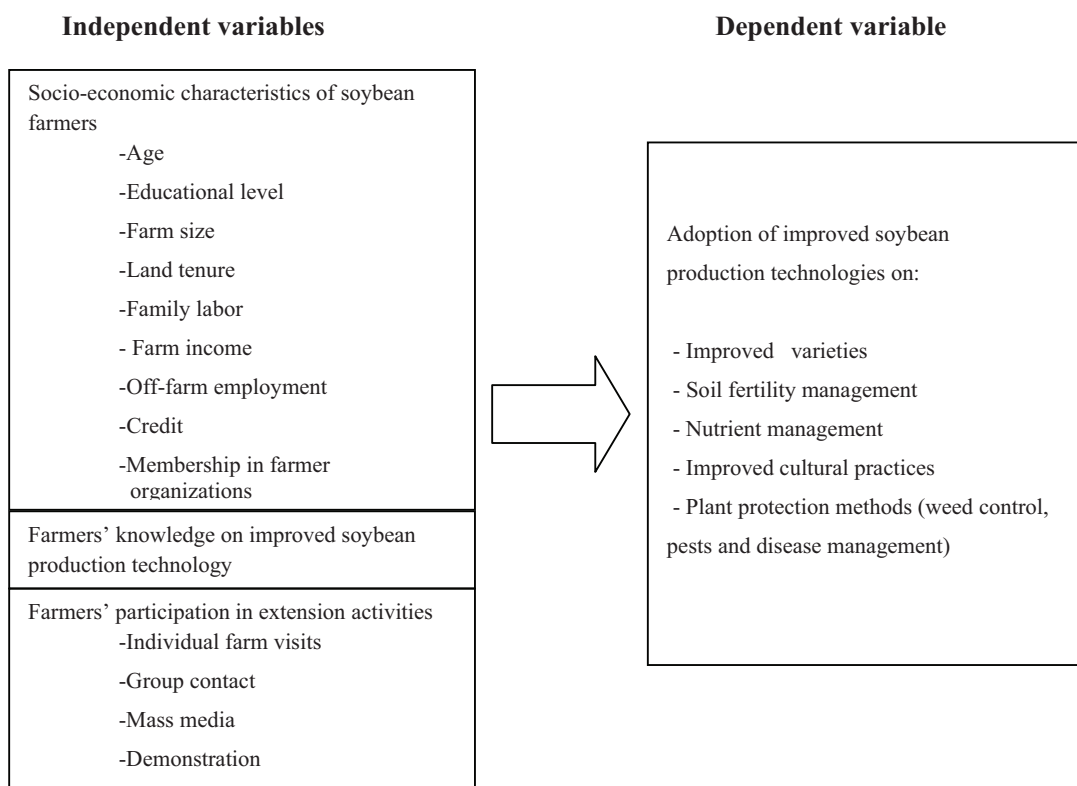 Independent variables
Socio-economic characteristics of soybean
farmers
-Age
-Educational level
-Farm size
-Land tenure
-Family labor
- Farm income
-Off-farm employment
-Credit
-Membership in farmer
organizations
Farmers’ knowledge on improved soybean
production technology
Farmers’ participation in extension activities
-Individual farm visits
-Group contact
-Mass media
-Demonstration
Dependent variable
Adoption of improved soybean
production technologies on:
- Improved varieties
- Soil fertility management
- Nutrient management
- Improved cultural practices
- Plant protection methods (weed control,
pests and disease management)